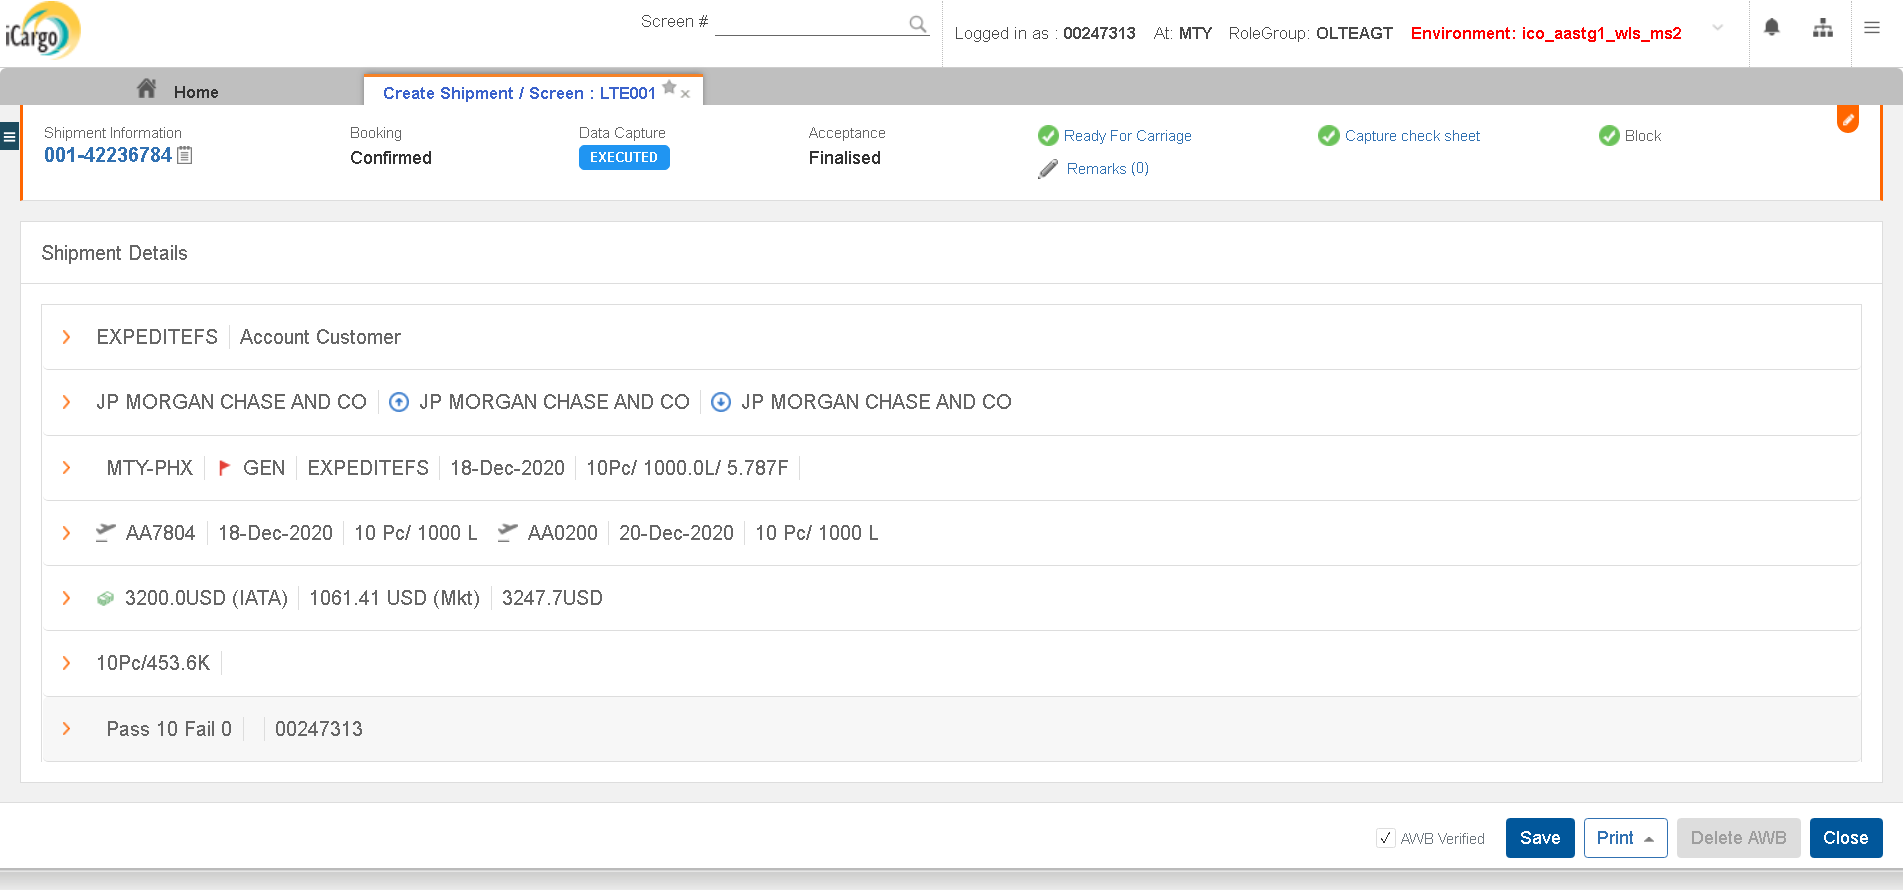 iCargo
Screen #
Logged in as : 00247313 At: MTY RoleGroup: OLTEAGT Environment: ico_aastg1_wls_ms2
Home
Create Shipment / Screen : LTE001
Shipment Information
001-42236784
Booking
Confirmed
Data Capture
EXECUTED
Acceptance
Finalised
Ready For Carriage
Remarks (0)
Capture check sheet
Block
Shipment Details
EXPEDITEFS Account Customer
JP MORGAN CHASE AND CO JP MORGAN CHASE AND CO JP MORGAN CHASE AND CO
MTY-PHX GEN EXPEDITEFS 18-Dec-2020 10Pc/ 1000.0L/ 5.787F
AA7804 18-Dec-2020 10 Pc/ 1000 L AA0200 20-Dec-2020 10 Pc/ 1000 L
3200.0USD (IATA) 1061.41 USD (Mkt) 3247.7USD
10Pc/453.6K
Pass 10 Fail 0 00247313
AWB Verified Save Print Delete AWB Close